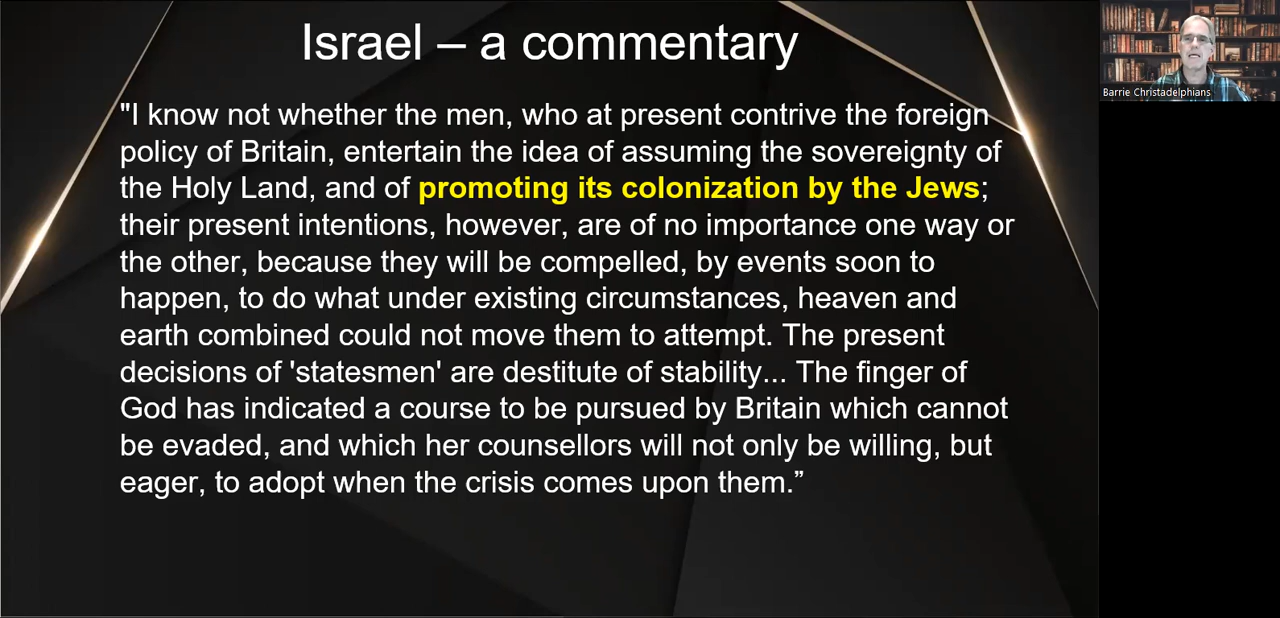 Israel – a commentary
"I know not whether the men, who at present contrive the foreign
policy of Britain, entertain the idea of assuming the sovereignty of
the Holy Land, and of promoting its colonization by the Jews;
their present intentions, however, are of no importance one way or
the other, because they will be compelled, by events soon to
happen, to do what under existing circumstances, heaven and
earth combined could not move them to attempt. The present
decisions of 'statesmen' are destitute of stability... The finger of
God has indicated a course to be pursued by Britain which cannot
be evaded, and which her counsellors will not only be willing, but
eager, to adopt when the crisis comes upon them.”
Barrie Christadelphians